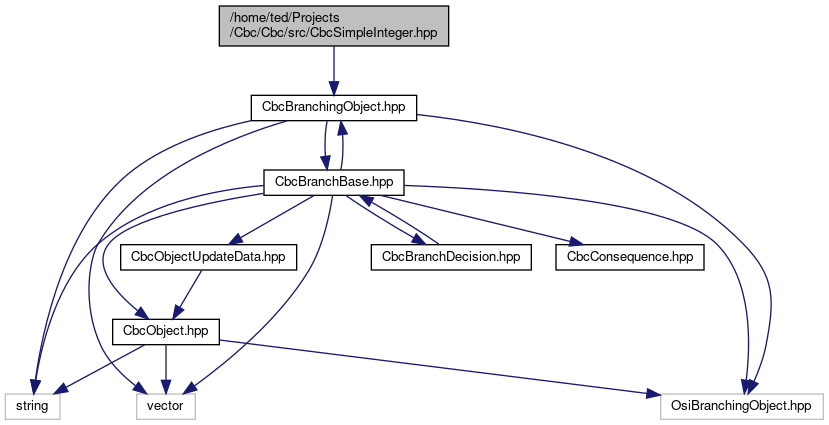 /home/ted/Projects
/Cbc/Cbc/src/CbcSimpleInteger.hpp
CbcBranchingObject.hpp
CbcBranchBase.hpp
CbcObjectUpdateData.hpp
CbcBranchDecision.hpp
CbcConsequence.hpp
CbcObject.hpp
string
vector
OsiBranchingObject.hpp